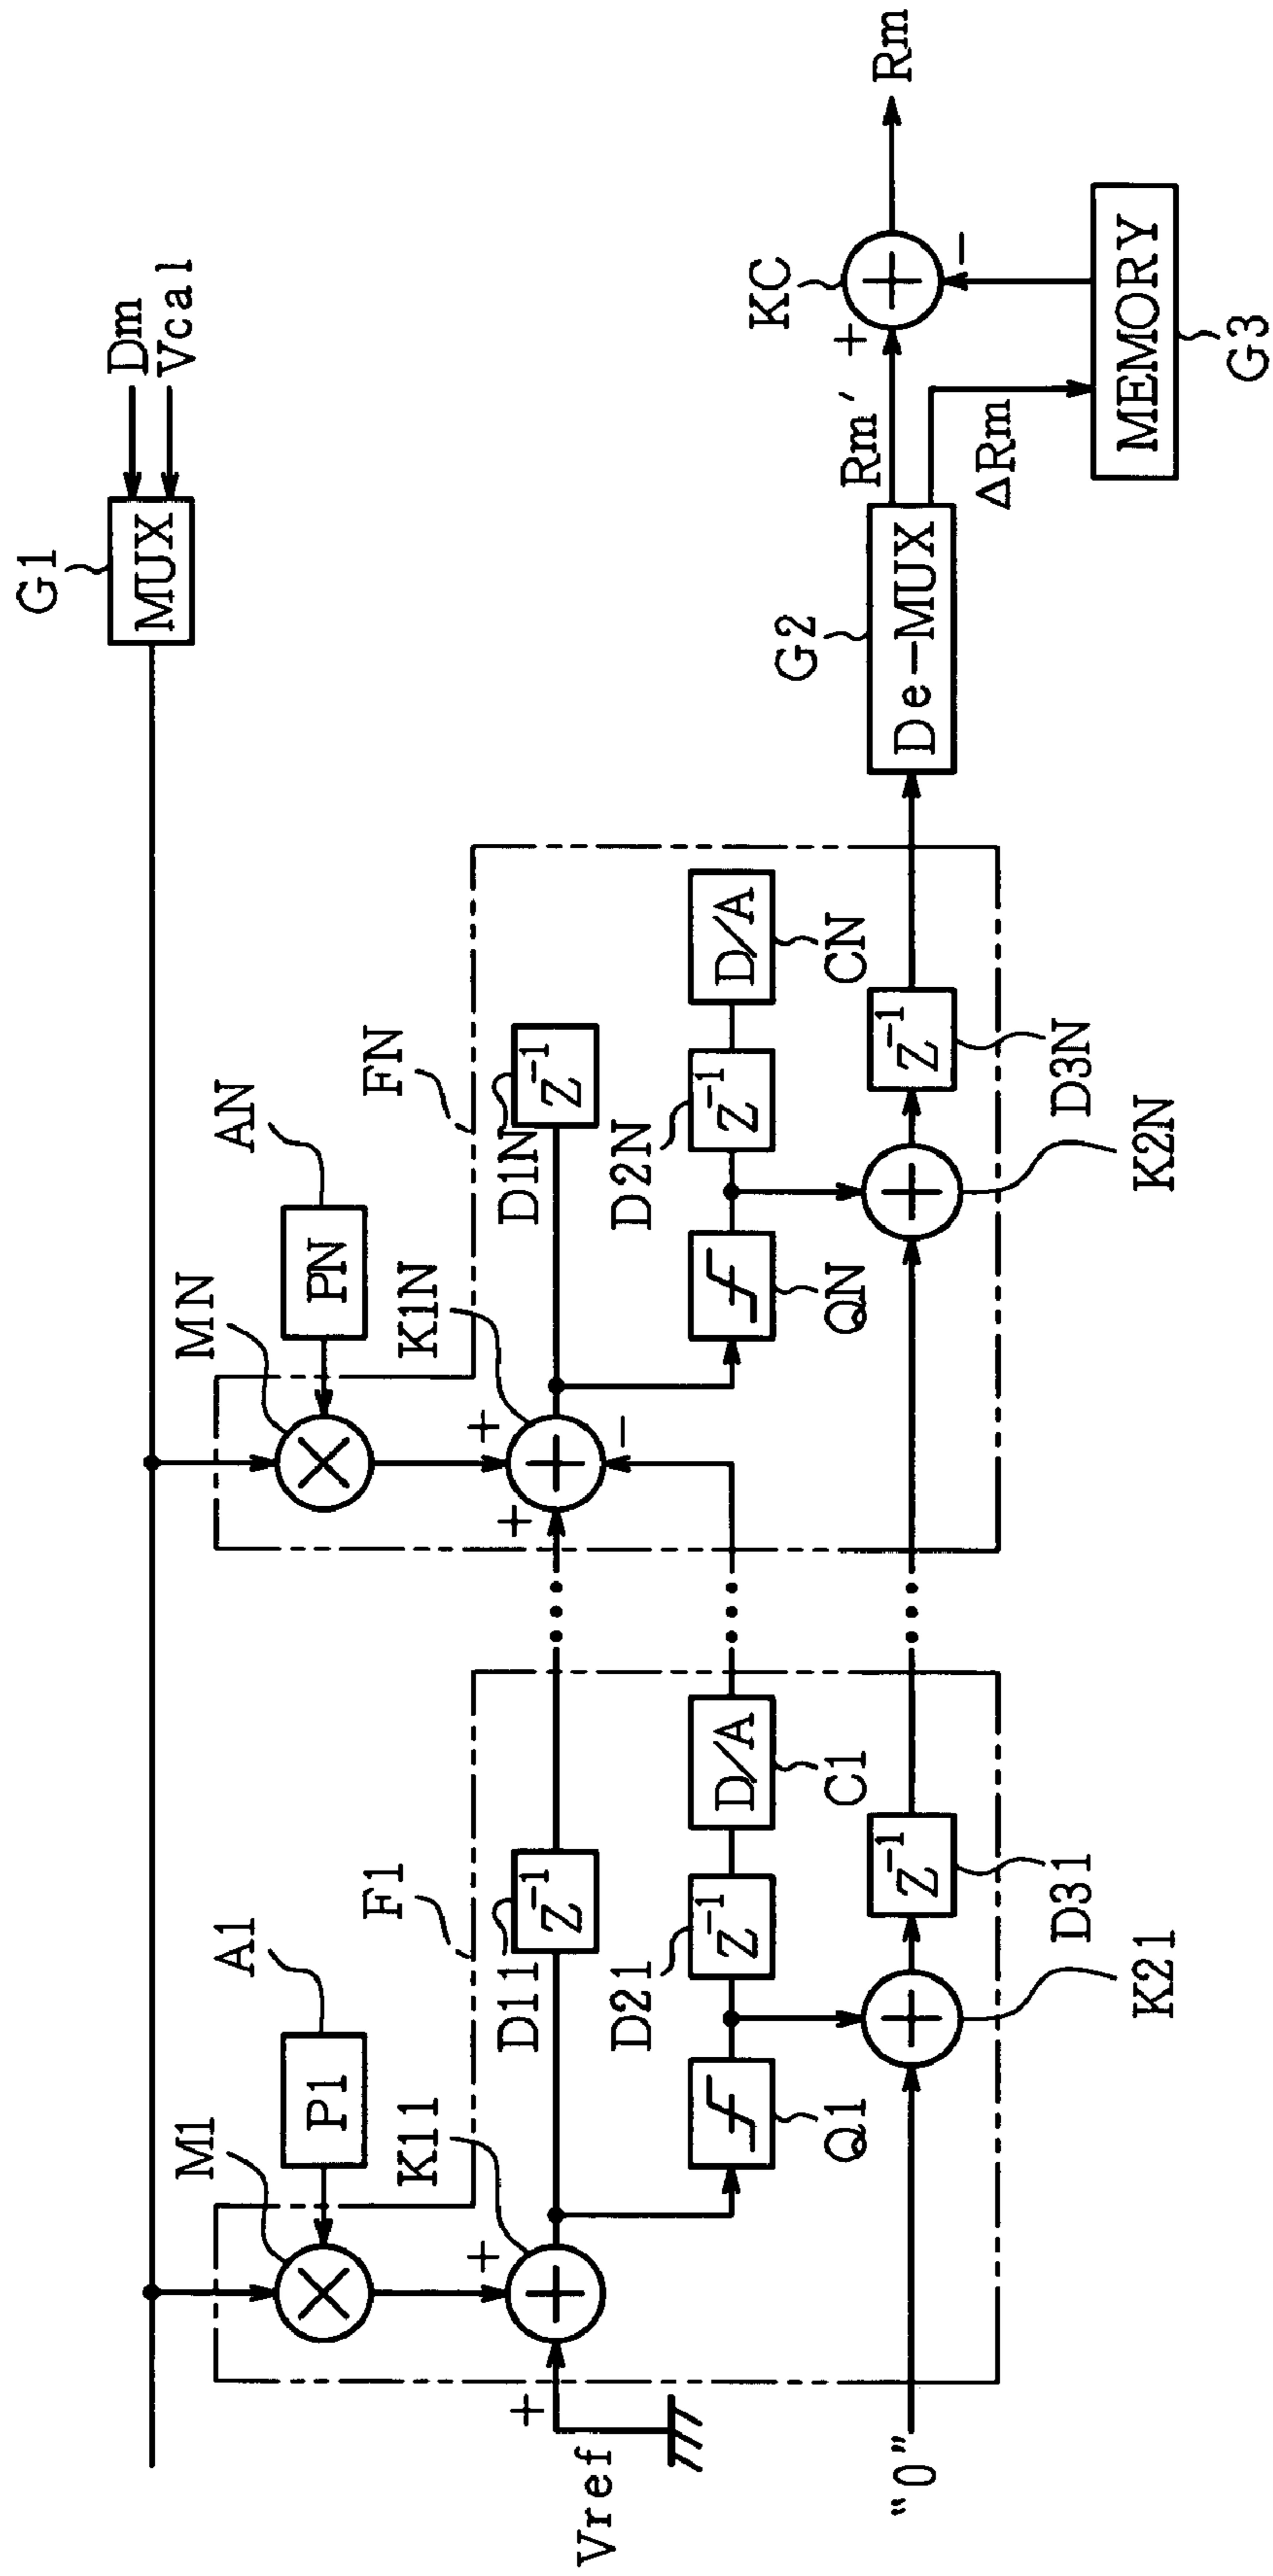 G1
MUX
Dm
Vcal
MN
AN
PN
M1
A1
P1
F1
FN
K11
D11
Z⁻¹
K1N
D1N
Z⁻¹
+
+
+
+
−
Vref
D21
Z⁻¹
D/A
C1
Q1
D2N
Z⁻¹
D/A
CN
QN
"0"
K21
Z⁻¹
D31
K2N
Z⁻¹
D3N
G2
De-MUX
Rm′
ΔRm
KC
+
−
Rm
MEMORY
G3